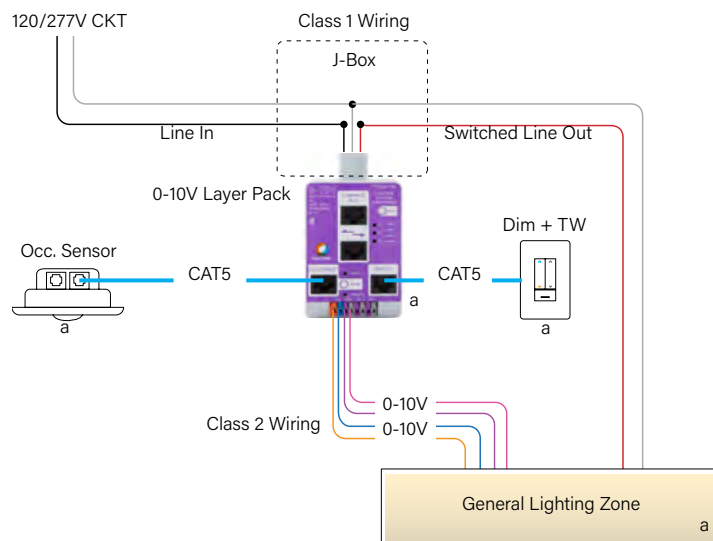 120/277V CKT
Class 1 Wiring
J-Box
Line In
Switched Line Out
0-10V Layer Pack
Dim + TW
Occ. Sensor
CAT5
CAT5
a
a
a
0-10V
Class 2 Wiring
0-10V
General Lighting Zone
a